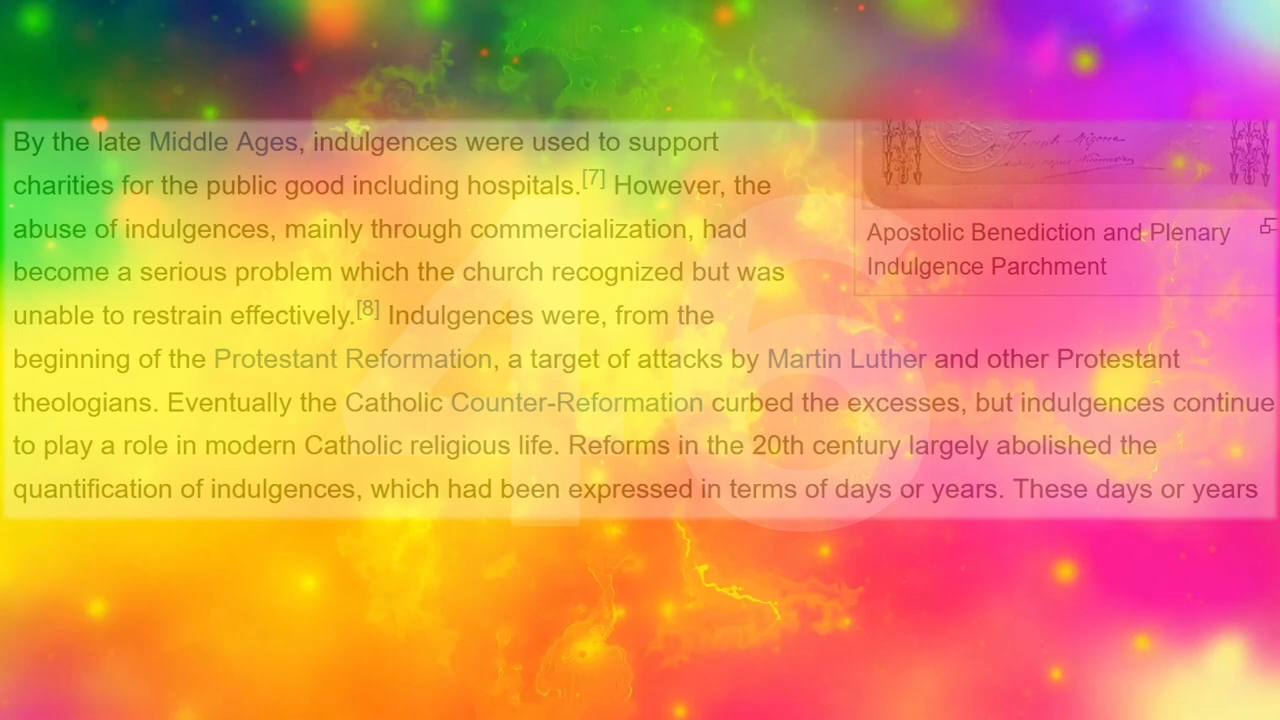 By the late Middle Ages, indulgences were used to support
charities for the public good including hospitals.[7] However, the
abuse of indulgences, mainly through commercialization, had
become a serious problem which the church recognized but was
unable to restrain effectively.[8] Indulgences were, from the
beginning of the Protestant Reformation, a target of attacks by Martin Luther and other Protestant
theologians. Eventually the Catholic Counter-Reformation curbed the excesses, but indulgences continue
to play a role in modern Catholic religious life. Reforms in the 20th century largely abolished the
quantification of indulgences, which had been expressed in terms of days or years. These days or years
Apostolic Benediction and Plenary
Indulgence Parchment
46